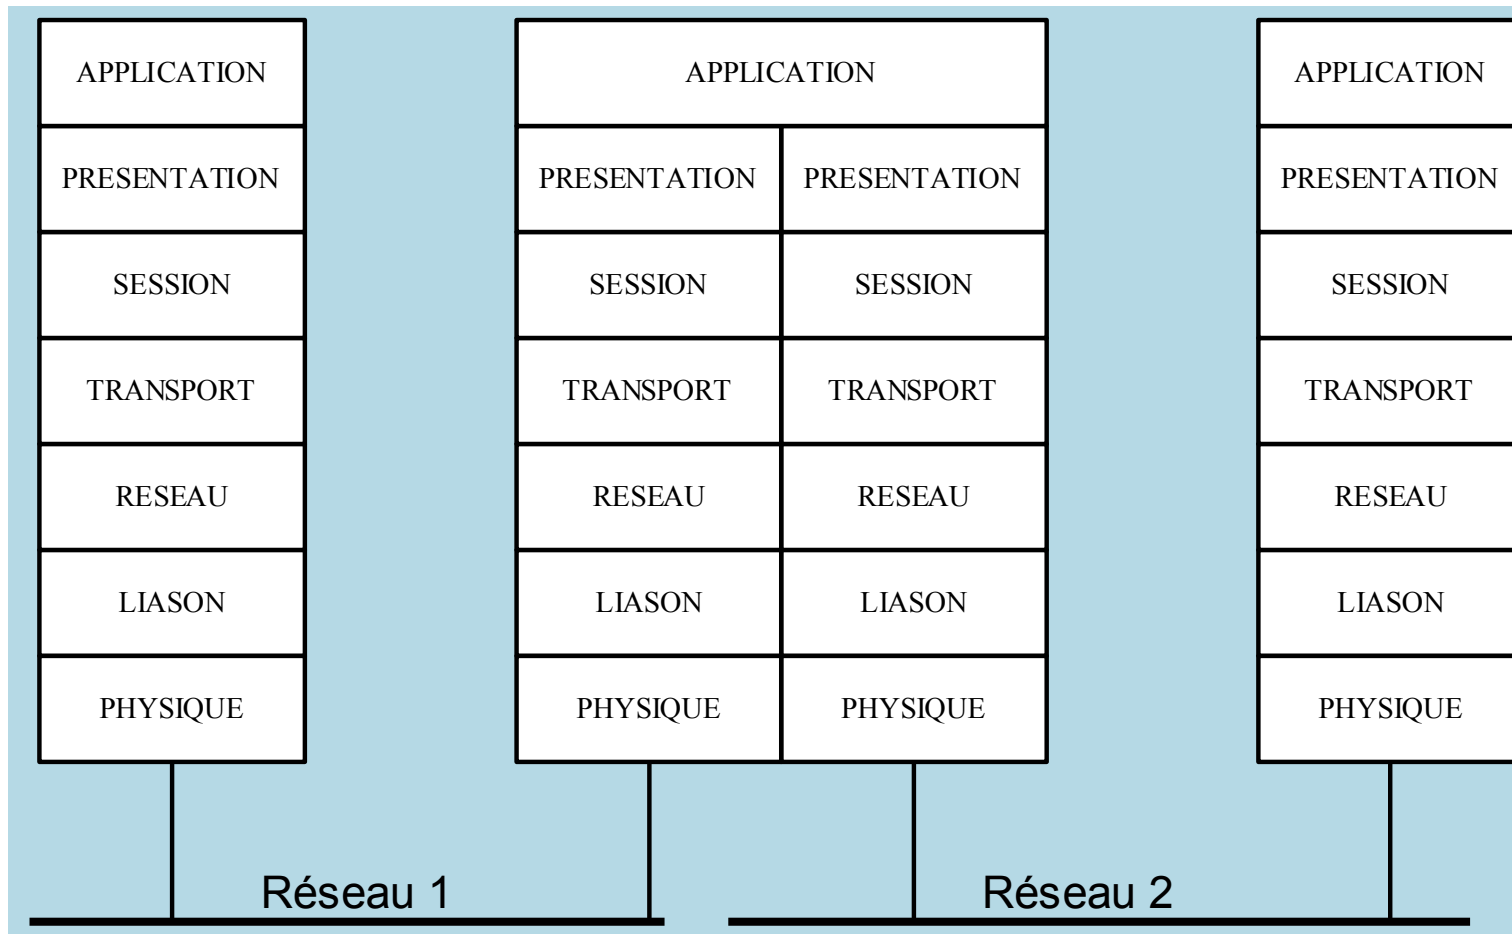 APPLICATION APPLICATION APPLICATION
PRESENTATION PRESENTATION PRESENTATION PRESENTATION
SESSION SESSION SESSION SESSION
TRANSPORT TRANSPORT TRANSPORT TRANSPORT
RESEAU RESEAU RESEAU RESEAU
LIASON LIASON LIASON LIASON
PHYSIQUE PHYSIQUE PHYSIQUE PHYSIQUE
Réseau 1 Réseau 2